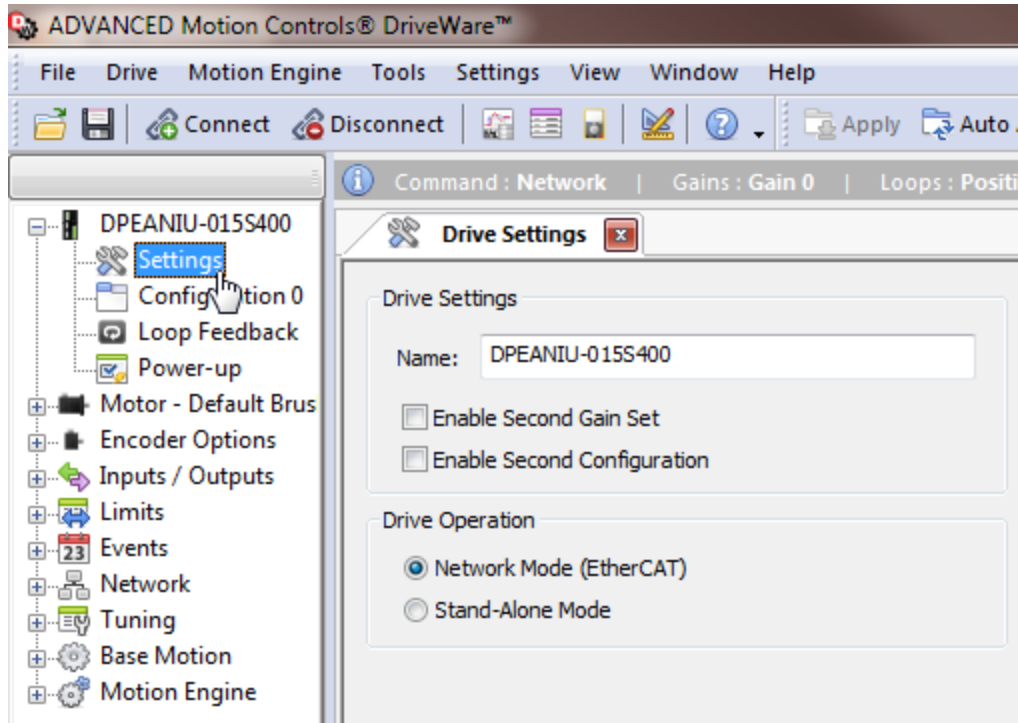 ADVANCED Motion Controls® DriveWare™
File Drive Motion Engine Tools Settings View Window Help
Connect Disconnect Apply Auto
Command : Network | Gains : Gain 0 | Loops : Positi
DPEANIU-015S400
Settings
Configuration 0
Loop Feedback
Power-up
Motor - Default Brus
Encoder Options
Inputs / Outputs
Limits
23 Events
Network
Tuning
Base Motion
Motion Engine
Drive Settings
Drive Settings
Name: DPEANIU-015S400
Enable Second Gain Set
Enable Second Configuration
Drive Operation
Network Mode (EtherCAT)
Stand-Alone Mode